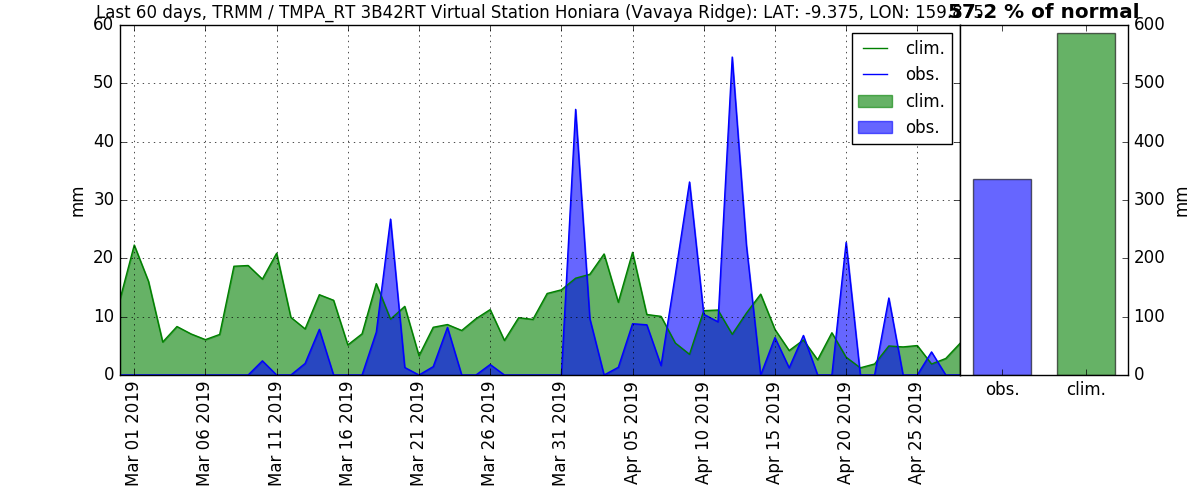 Last 60 days, TRMM / TMPA_RT 3B42RT Virtual Station Honiara (Vavaya Ridge): LAT: -9.375, LON:
57.2 % of normal
60
50
40
30
20
10
0
mm
clim.
obs.
clim.
obs.
600
500
400
300
200
100
0
mm
obs.
clim.
Mar 01 2019
Mar 06 2019
Mar 11 2019
Mar 16 2019
Mar 21 2019
Mar 26 2019
Mar 31 2019
Apr 05 2019
Apr 10 2019
Apr 15 2019
Apr 20 2019
Apr 25 2019